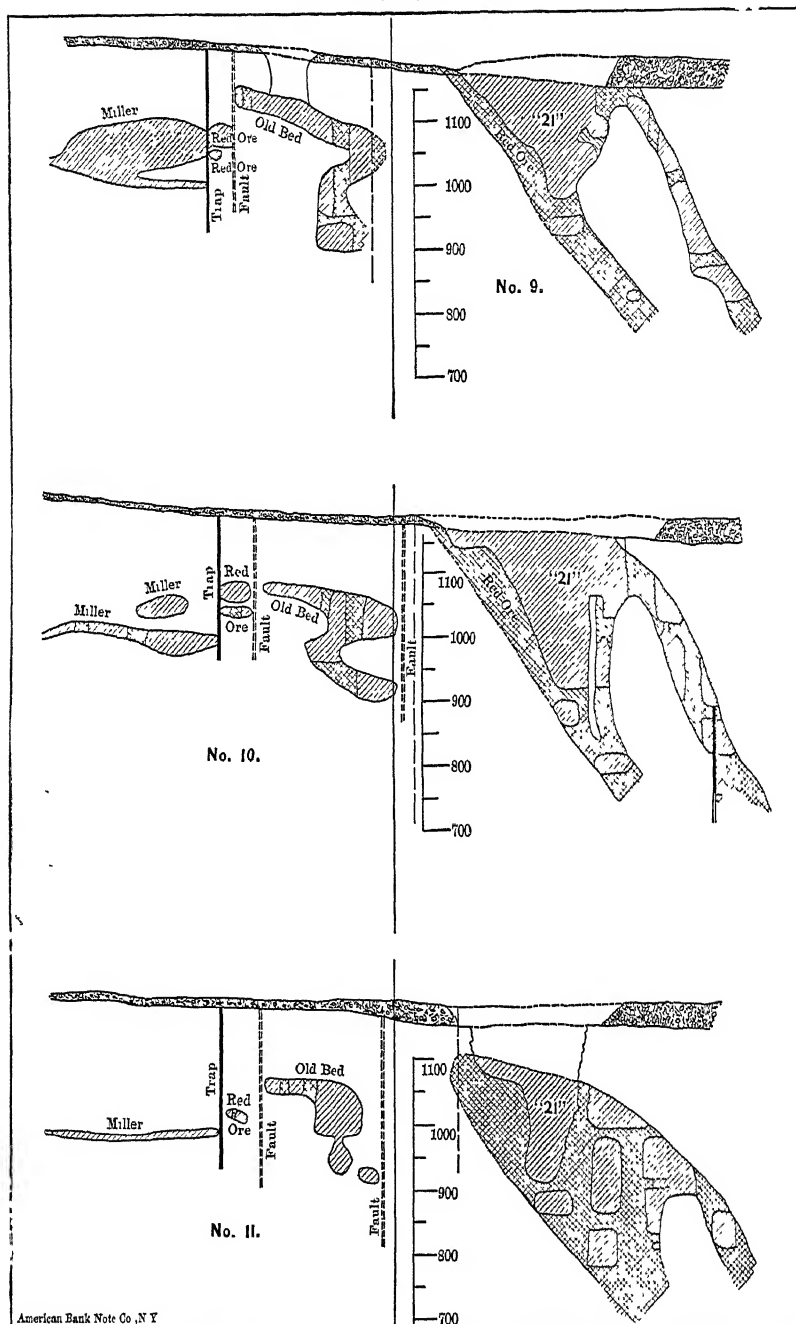 Miller
Red Ore
Red Ore
Trap
Fault
Old Bed
Red Ore
"21"
1100
1000
900
800
700
No. 9.
Miller
Miller
Trap
Red
Ore
Fault
Old Bed
Fault
Red Ore
"21"
1100
1000
900
800
700
No. 10.
Miller
Trap
Red
Ore
Fault
Old Bed
Fault
"21"
1100
1000
900
800
700
No. 11.
American Bank Note Co., N Y